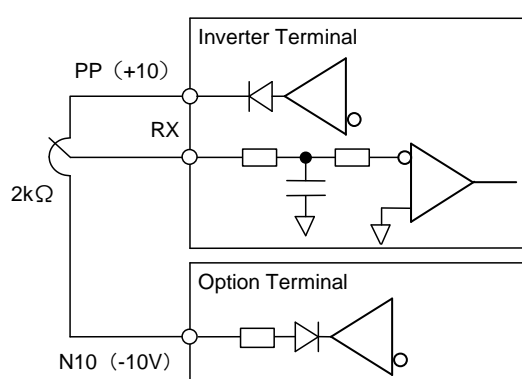 Inverter Terminal
PP（+10）
RX
2kΩ
Option Terminal
N10（-10V）